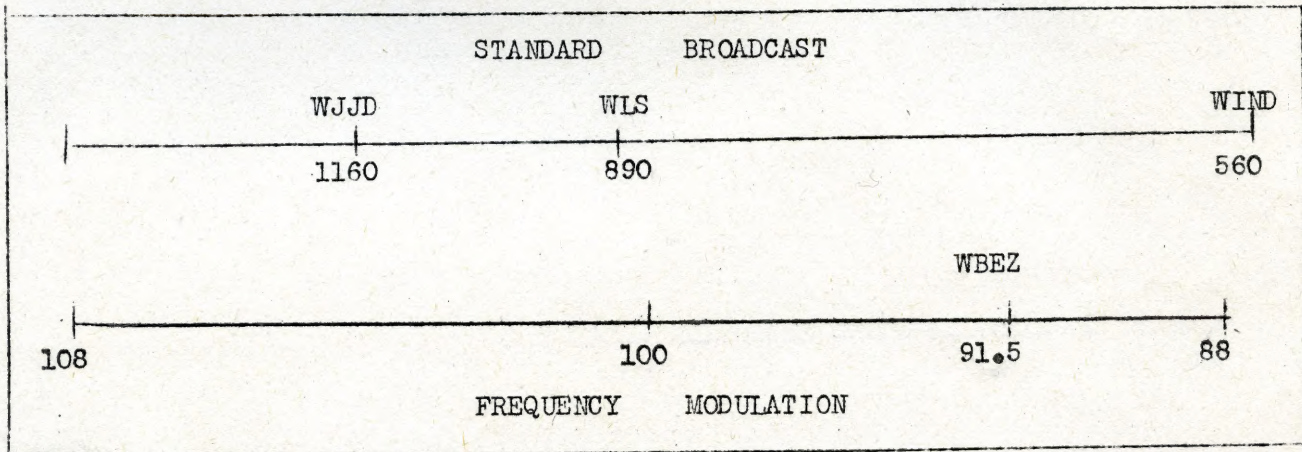 STANDARD BROADCAST
WJJD WLS WIND
1160 890 560
WBEZ
108 100 91.5 88
FREQUENCY MODULATION